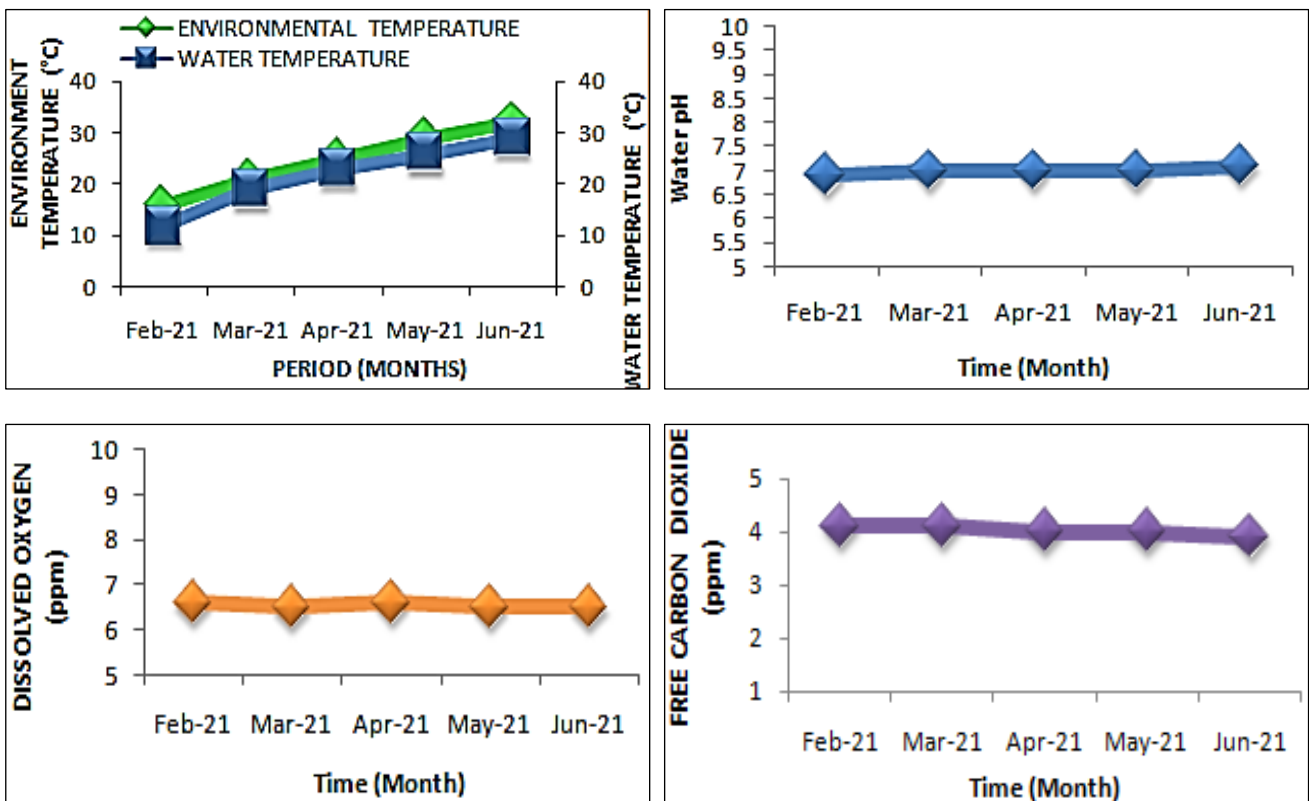 ENVIRONMENTAL TEMPERATURE
WATER TEMPERATURE
ENVIRONMENT
TEMPERATURE (°C)
40
30
20
10
0
40
30
20
10
0
WATER TEMPERATURE (°C)
Feb-21 Mar-21 Apr-21 May-21 Jun-21
PERIOD (MONTHS)
Water pH
10
9.5
9
8.5
8
7.5
7
6.5
6
5.5
5
Feb-21 Mar-21 Apr-21 May-21 Jun-21
Time (Month)
DISSOLVED OXYGEN
(ppm)
10
9
8
7
6
5
Feb-21 Mar-21 Apr-21 May-21 Jun-21
Time (Month)
FREE CARBON DIOXIDE
(ppm)
5
4
3
2
1
Feb-21 Mar-21 Apr-21 May-21 Jun-21
Time (Month)